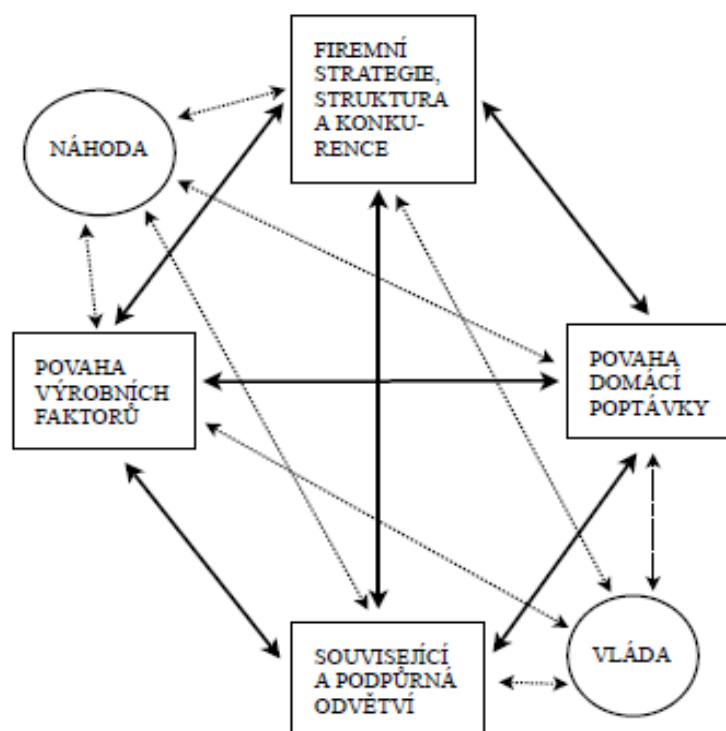 FIREMNÍ
STRATEGIE,
STRUKTURA
A KONKU-
RENCE
NÁHODA
POVAHA
VÝROBNÍCH
FAKTORŮ
POVAHA
DOMÁCÍ
POPTÁVKY
SOUVISEJÍCÍ
A PODPŮRNÁ
ODVĚTVÍ
VLÁDA